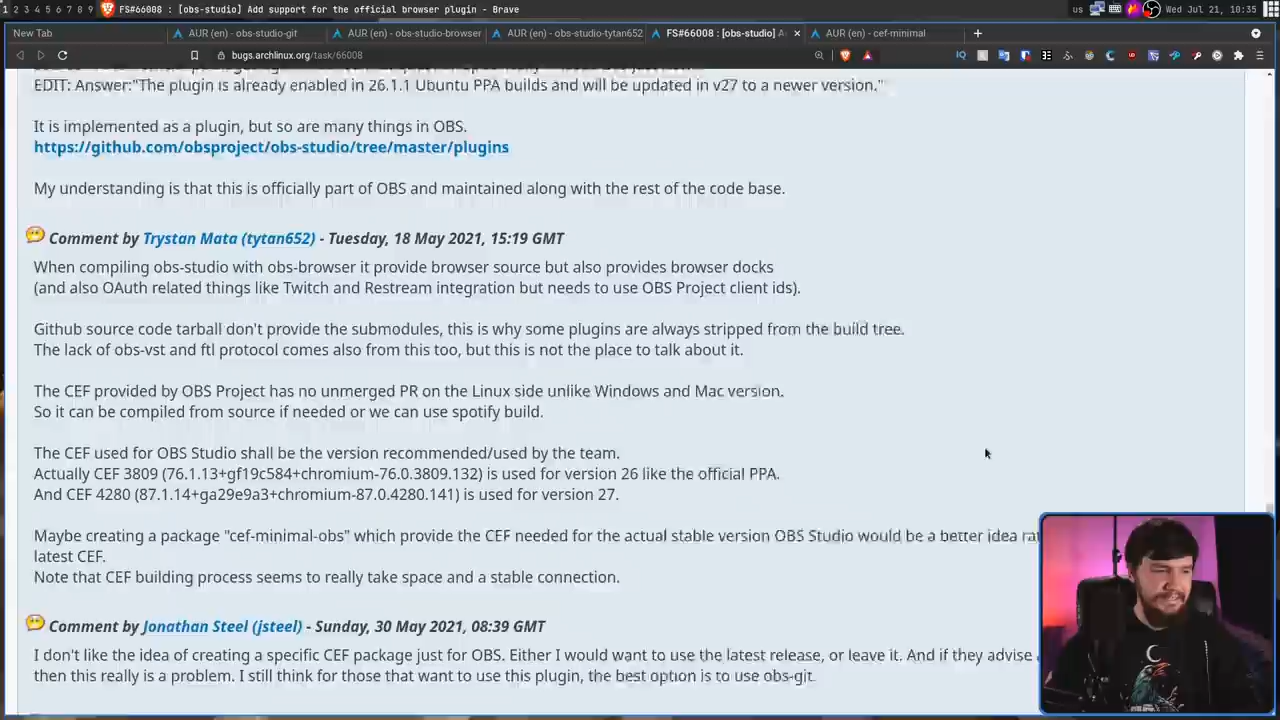 1 2 3 4 5 6 7 8 9
FS#66008 : [obs-studio] Add support for the official browser plugin - Brave
us
Wed Jul 21, 10:35
New Tab
AUR (en) - obs-studio-git
AUR (en) - obs-studio-browser
AUR (en) - obs-studio-tytan652
FS#66008 : [obs-studio] A
AUR (en) - cef-minimal
bugs.archlinux.org/task/66008
EDIT: Answer:"The plugin is already enabled in 26.1.1 Ubuntu PPA builds and will be updated in v27 to a newer version."
It is implemented as a plugin, but so are many things in OBS.
https://github.com/obsproject/obs-studio/tree/master/plugins
My understanding is that this is officially part of OBS and maintained along with the rest of the code base.
Comment by Trystan Mata (tytan652) - Tuesday, 18 May 2021, 15:19 GMT
When compiling obs-studio with obs-browser it provide browser source but also provides browser docks
(and also OAuth related things like Twitch and Restream integration but needs to use OBS Project client ids).
Github source code tarball don't provide the submodules, this is why some plugins are always stripped from the build tree.
The lack of obs-vst and ftl protocol comes also from this too, but this is not the place to talk about it.
The CEF provided by OBS Project has no unmerged PR on the Linux side unlike Windows and Mac version.
So it can be compiled from source if needed or we can use spotify build.
The CEF used for OBS Studio shall be the version recommended/used by the team.
Actually CEF 3809 (76.1.13+gf19c584+chromium-76.0.3809.132) is used for version 26 like the official PPA.
And CEF 4280 (87.1.14+ga29e9a3+chromium-87.0.4280.141) is used for version 27.
Maybe creating a package "cef-minimal-obs" which provide the CEF needed for the actual stable version OBS Studio would be a better idea
latest CEF.
Note that CEF building process seems to really take space and a stable connection.
Comment by Jonathan Steel (jsteel) - Sunday, 30 May 2021, 08:39 GMT
I don't like the idea of creating a specific CEF package just for OBS. Either I would want to use the latest release, or leave it. And if they advise
then this really is a problem. I still think for those that want to use this plugin, the best option is to use obs-git.